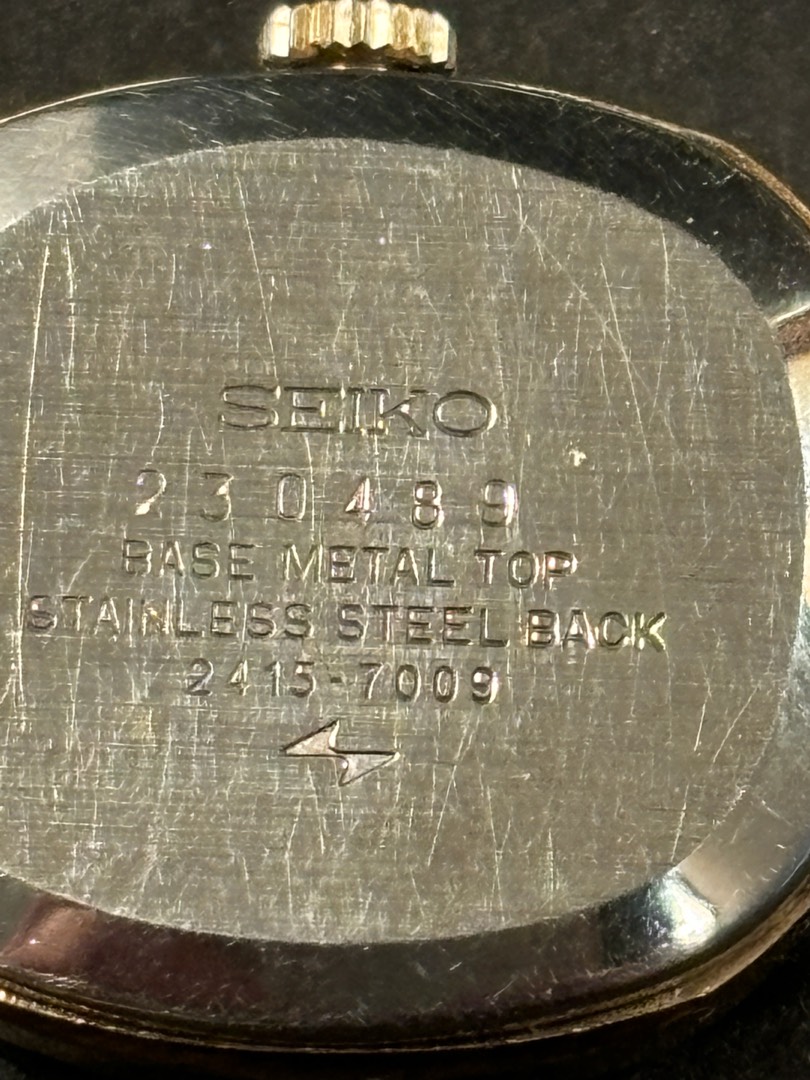 SEIKO
230489
BASE METAL TOP
STAINLESS STEEL BACK
2415-7009